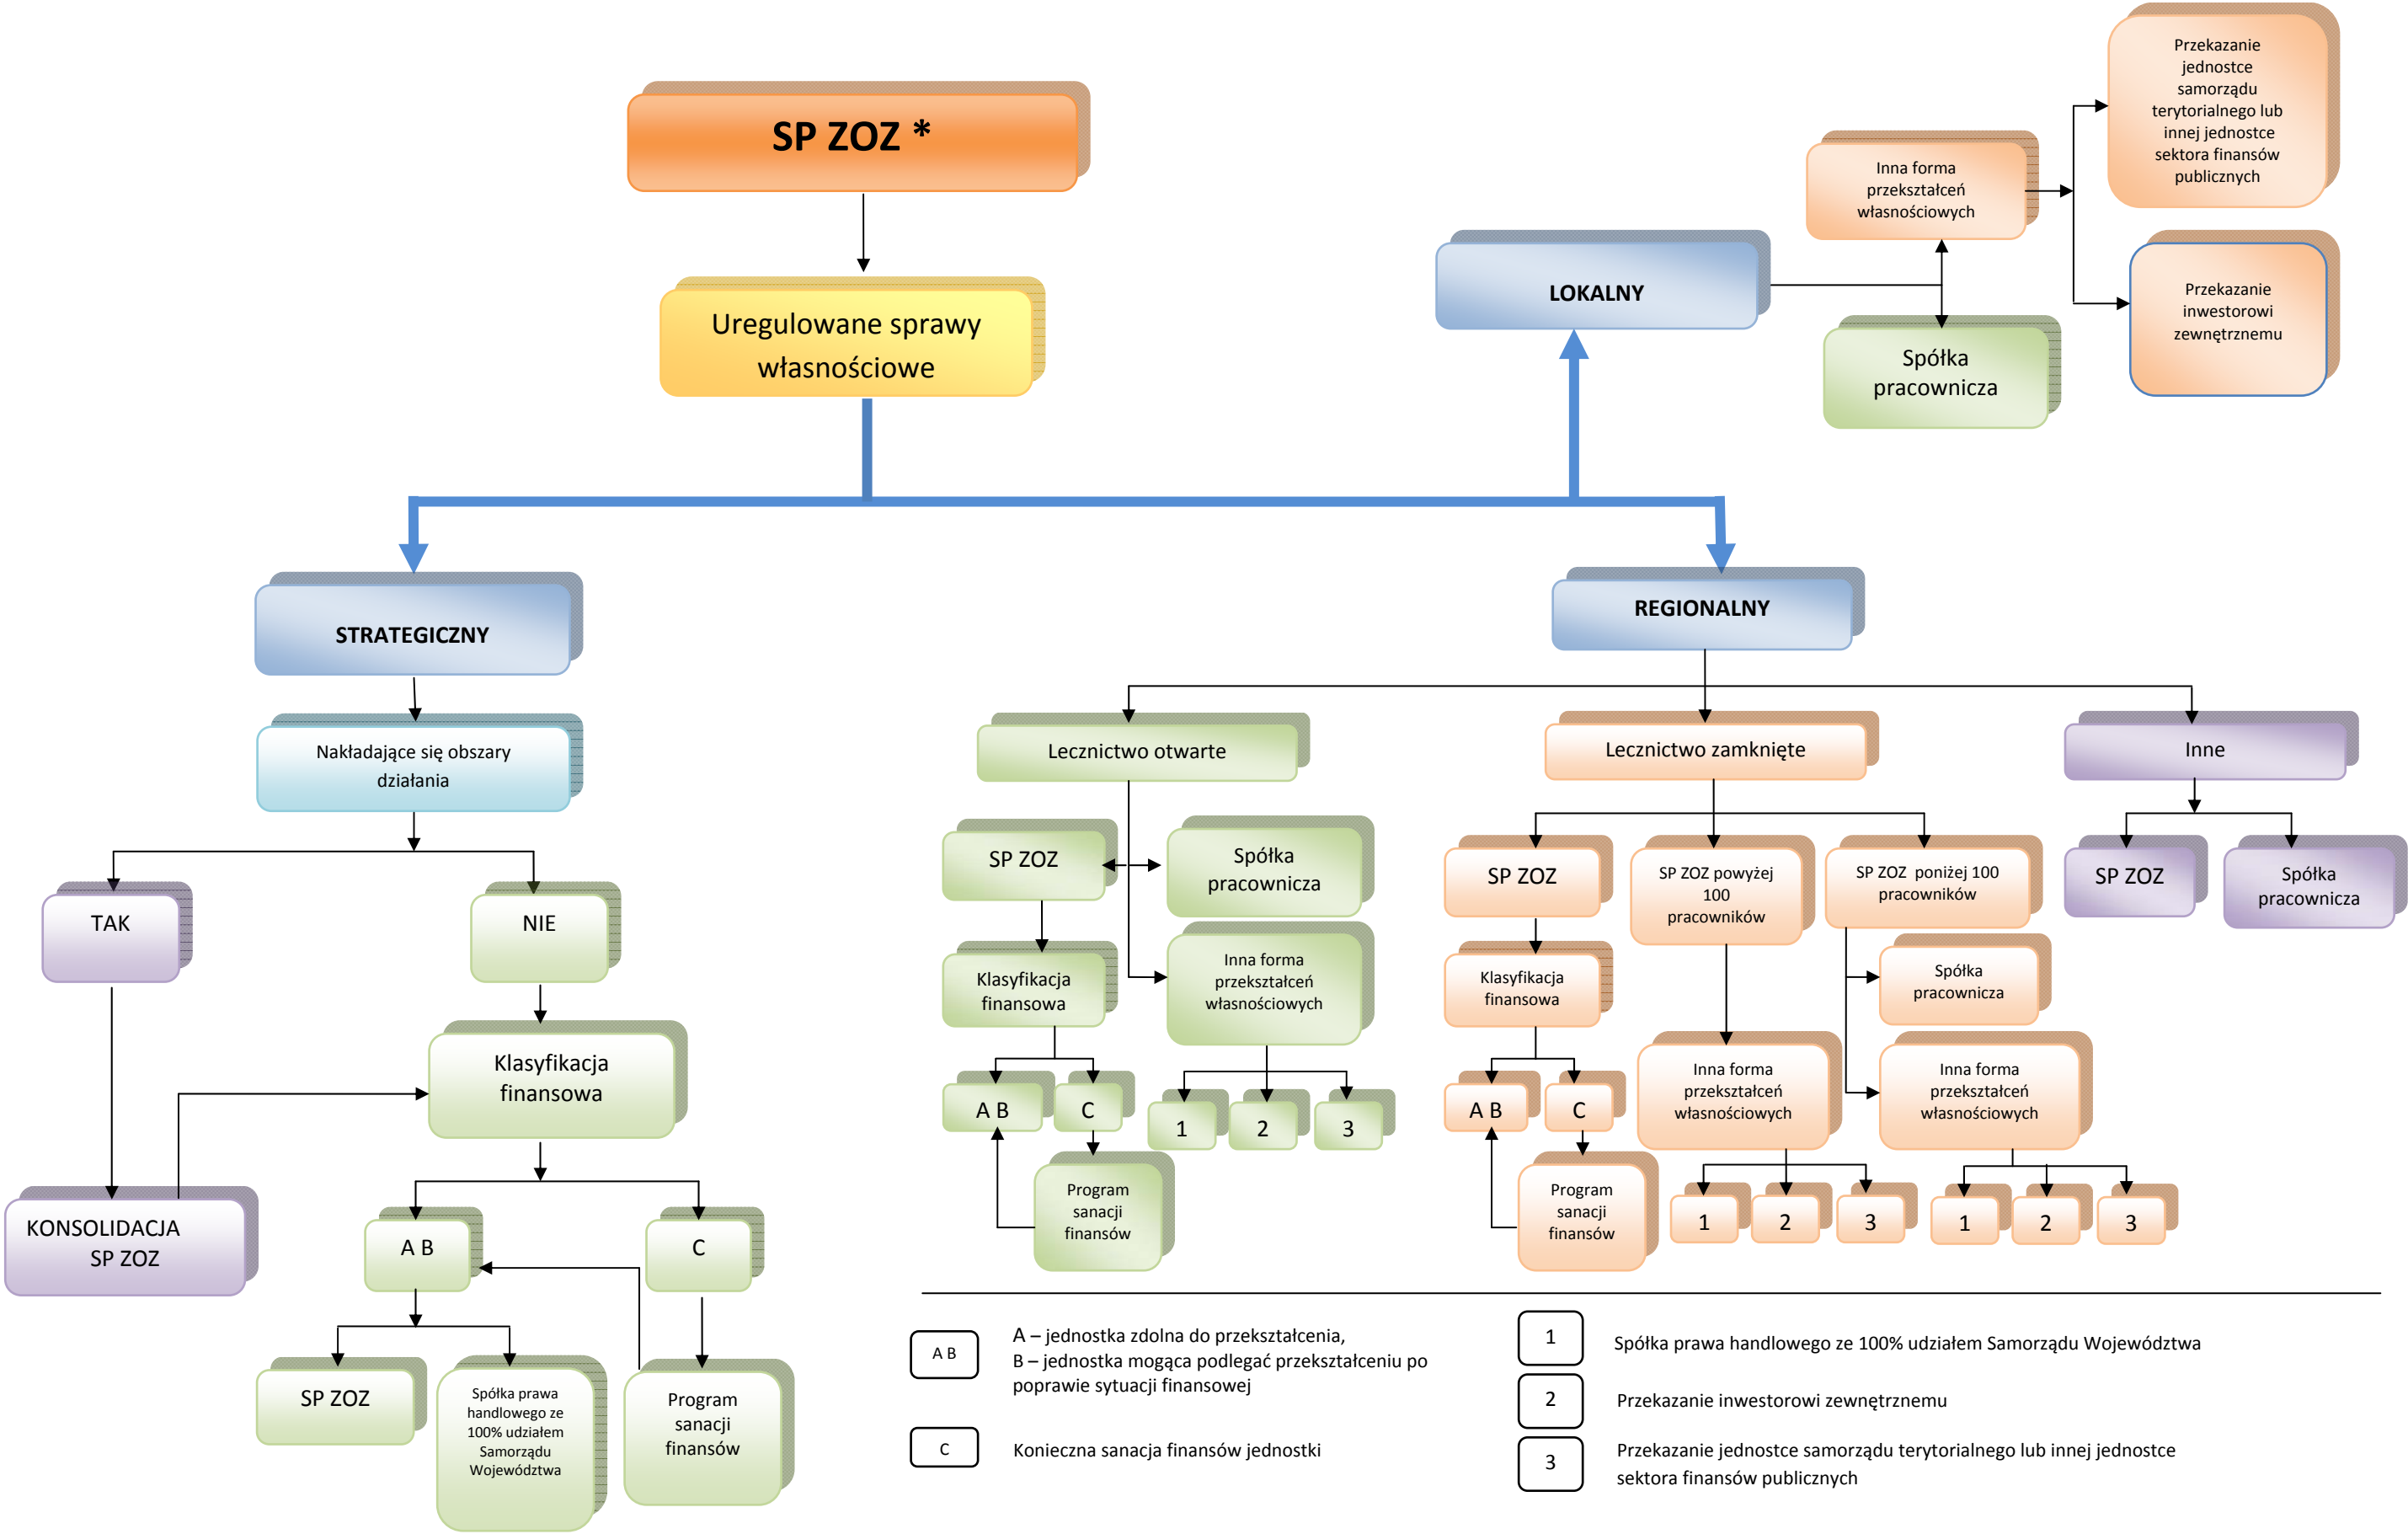 SP ZOZ *
Uregulowane sprawy
własnościowe
LOKALNY
Inna forma
przekształceń
własnościowych
Przekazanie
jednostce
samorządu
terytorialnego lub
innej jednostce
sektora finansów
publicznych
Przekazanie
inwestorowi
zewnętrznemu
Spółka
pracownicza
STRATEGICZNY
Nakładające się obszary
działania
TAK
NIE
Klasyfikacja
finansowa
KONSOLIDACJA
SP ZOZ
A B
C
SP ZOZ
Spółka prawa
handlowego ze
100% udziałem
Samorządu
Województwa
Program
sanacji
finansów
REGIONALNY
Lecznictwo otwarte
SP ZOZ
Spółka
pracownicza
Klasyfikacja
finansowa
Inna forma
przekształceń
własnościowych
A B
C
1
2
3
Program
sanacji
finansów
Lecznictwo zamknięte
SP ZOZ
SP ZOZ powyżej
100
pracowników
SP ZOZ  poniżej 100
pracowników
Klasyfikacja
finansowa
Spółka
pracownicza
A B
C
Inna forma
przekształceń
własnościowych
Inna forma
przekształceń
własnościowych
Program
sanacji
finansów
1
2
3
1
2
3
Inne
SP ZOZ
Spółka
pracownicza
A B
A – jednostka zdolna do przekształcenia,
B – jednostka mogąca podlegać przekształceniu po
poprawie sytuacji finansowej
C
Konieczna sanacja finansów jednostki
1
Spółka prawa handlowego ze 100% udziałem Samorządu Województwa
2
Przekazanie inwestorowi zewnętrznemu
3
Przekazanie jednostce samorządu terytorialnego lub innej jednostce
sektora finansów publicznych